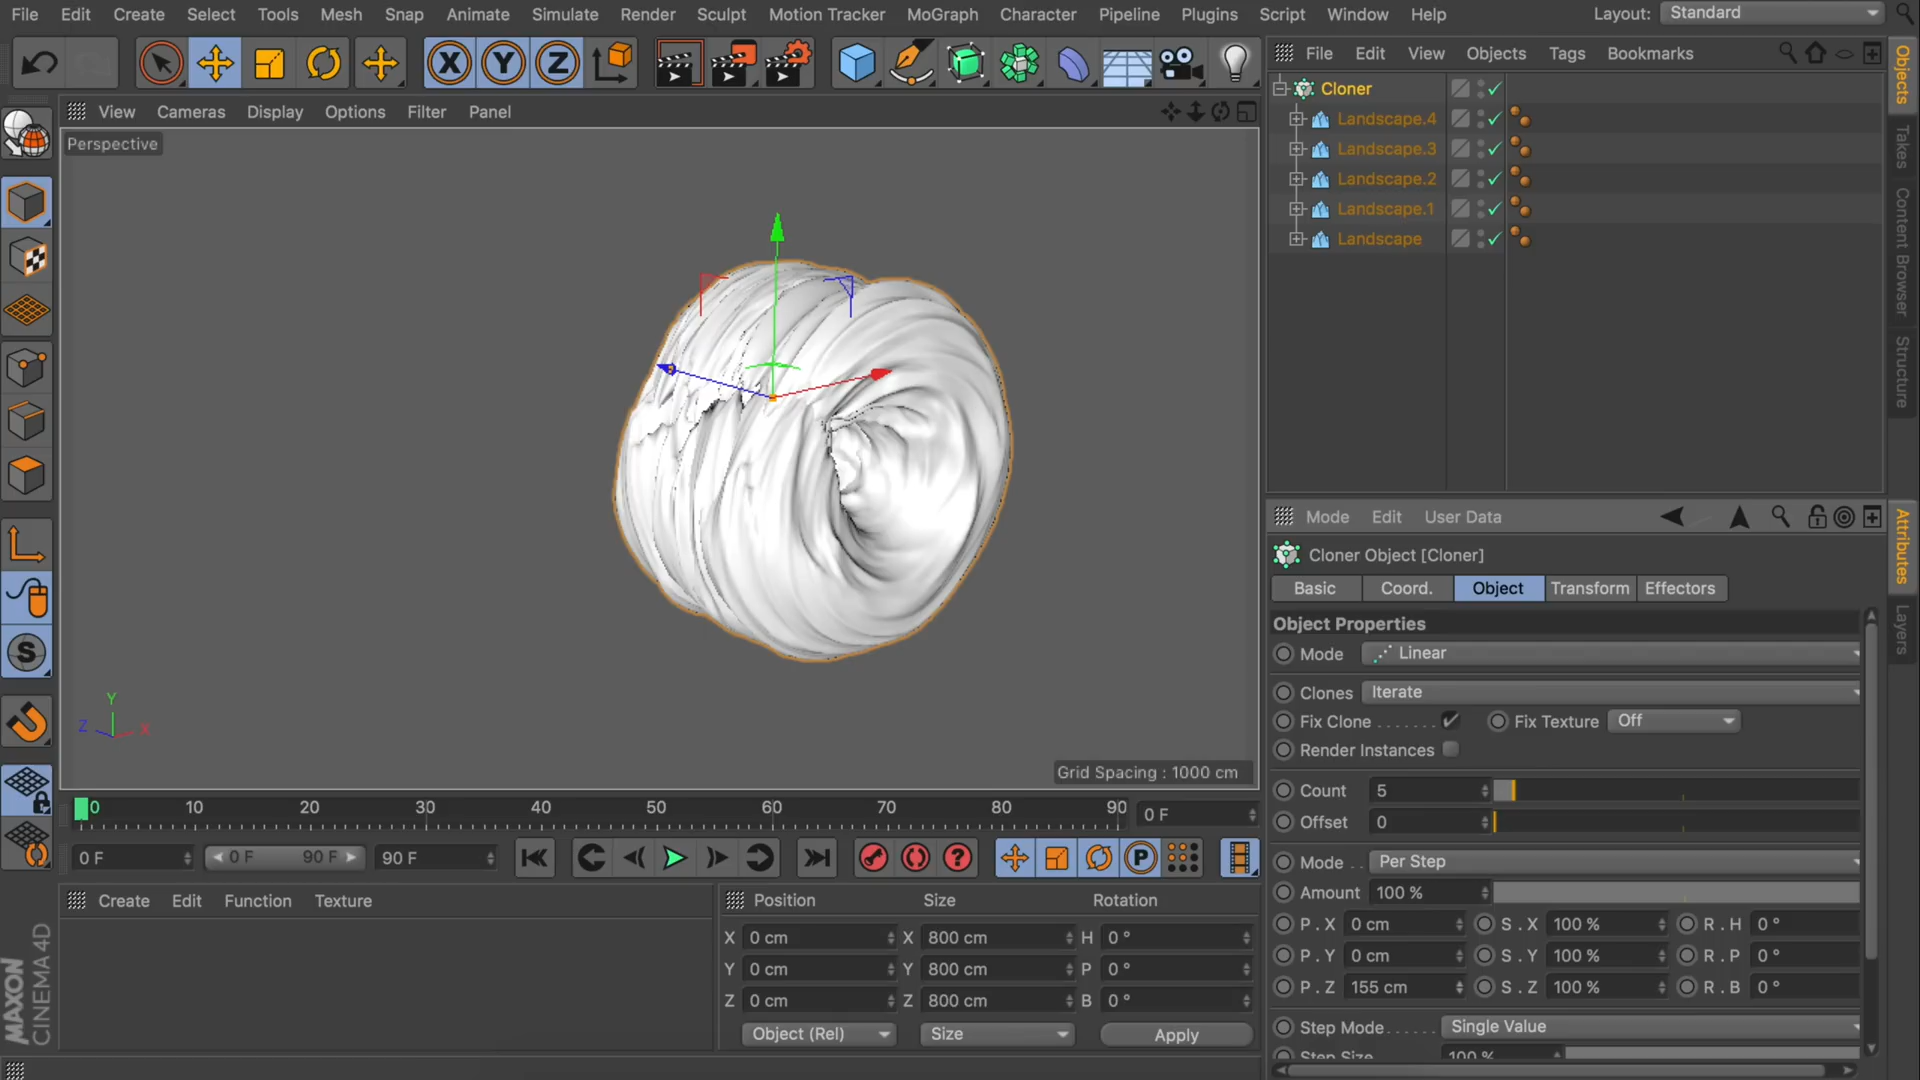 File Edit Create Select Tools Mesh Snap Animate Simulate Render Sculpt Motion Tracker MoGraph Character Pipeline Plugins Script Window Help Layout: Standard
X Y Z
File Edit View Objects Tags Bookmarks
View Cameras Display Options Filter Panel
Perspective
Cloner
Landscape.4
Landscape.3
Landscape.2
Landscape.1
Landscape
Objects
Takes
Content Browser
Structure
Mode Edit User Data
Attributes
Layers
Cloner Object [Cloner]
Basic Coord. Object Transform Effectors
Object Properties
Mode Linear
Clones Iterate
Fix Clone . . . . . . . Fix Texture Off
Render Instances
Count 5
Offset 0
Mode . . Per Step
Amount 100 %
P . X 0 cm S . X 100 % R . H 0 °
P . Y 0 cm S . Y 100 % R . P 0 °
P . Z 155 cm S . Z 100 % R . B 0 °
Step Mode . . . . . . Single Value
Step Size 100 %
S
Y
Z X
Grid Spacing : 1000 cm
0 10 20 30 40 50 60 70 80 90 0 F
0 F 0 F 90 F 90 F ? P
Create Edit Function Texture
Position Size Rotation
X 0 cm X 800 cm H 0 °
Y 0 cm Y 800 cm P 0 °
Z 0 cm Z 800 cm B 0 °
Object (Rel) Size Apply
MAXON
CINEMA 4D